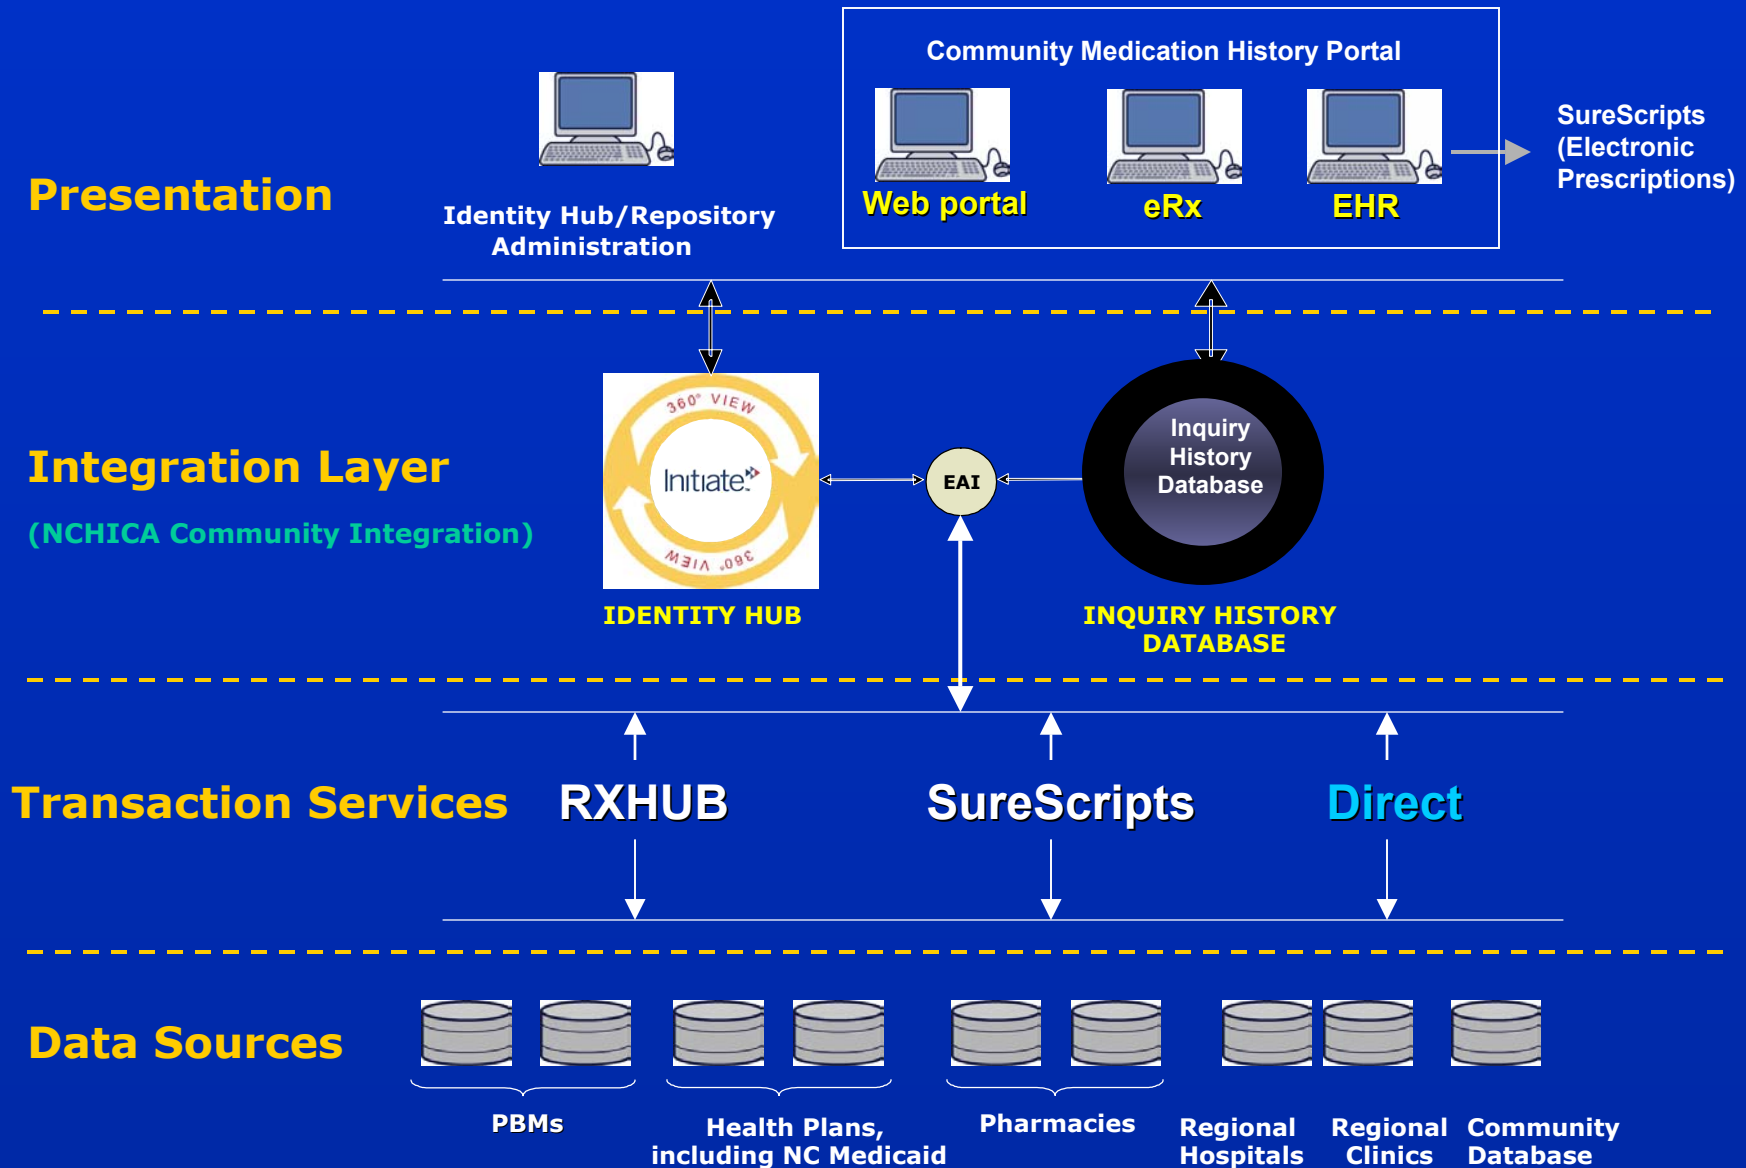 Community Medication History Portal
SureScripts
(Electronic
Prescriptions)
Presentation
Identity Hub/Repository
Administration
Web portal
eRx
EHR
360° VIEW
Initiate
360° VIEW
EAI
Inquiry
History
Database
Integration Layer
(NCHICA Community Integration)
IDENTITY HUB
INQUIRY HISTORY
DATABASE
Transaction Services
RXHUB
SureScripts
Direct
Data Sources
PBMs
Health Plans,
including NC Medicaid
Pharmacies
Regional
Hospitals
Regional
Clinics
Community
Database